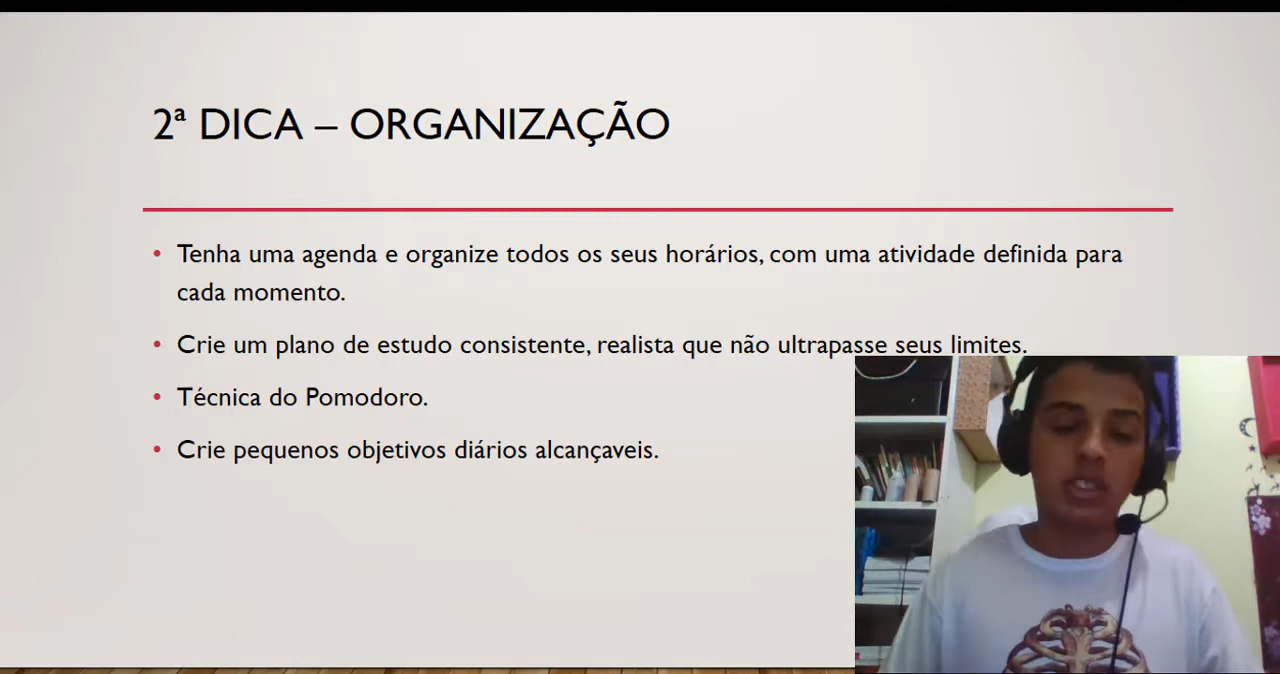 2ª DICA – ORGANIZAÇÃO
Tenha uma agenda e organize todos os seus horários, com uma atividade definida para
cada momento.
Crie um plano de estudo consistente, realista que não ultrapasse seus limites.
Técnica do Pomodoro.
Crie pequenos objetivos diários alcançaveis.